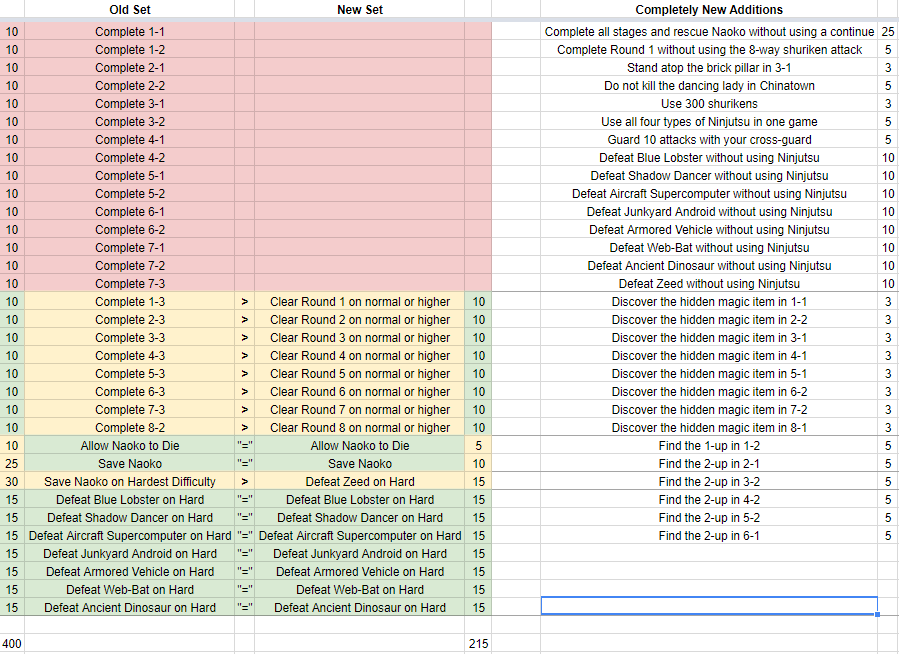 Old Set New Set Completely New Additions
10 Complete 1-1 Complete all stages and rescue Naoko without using a continue 25
10 Complete 1-2 Complete Round 1 without using the 8-way shuriken attack 5
10 Complete 2-1 Stand atop the brick pillar in 3-1 3
10 Complete 2-2 Do not kill the dancing lady in Chinatown 5
10 Complete 3-1 Use 300 shurikens 3
10 Complete 3-2 Use all four types of Ninjutsu in one game 5
10 Complete 4-1 Guard 10 attacks with your cross-guard 5
10 Complete 4-2 Defeat Blue Lobster without using Ninjutsu 10
10 Complete 5-1 Defeat Shadow Dancer without using Ninjutsu 10
10 Complete 5-2 Defeat Aircraft Supercomputer without using Ninjutsu 10
10 Complete 6-1 Defeat Junkyard Android without using Ninjutsu 10
10 Complete 6-2 Defeat Armored Vehicle without using Ninjutsu 10
10 Complete 7-1 Defeat Web-Bat without using Ninjutsu 10
10 Complete 7-2 Defeat Ancient Dinosaur without using Ninjutsu 10
10 Complete 7-3 Defeat Zeed without using Ninjutsu 10
10 Complete 1-3 > Clear Round 1 on normal or higher 10 Discover the hidden magic item in 1-1 3
10 Complete 2-3 > Clear Round 2 on normal or higher 10 Discover the hidden magic item in 2-2 3
10 Complete 3-3 > Clear Round 3 on normal or higher 10 Discover the hidden magic item in 3-1 3
10 Complete 4-3 > Clear Round 4 on normal or higher 10 Discover the hidden magic item in 4-1 3
10 Complete 5-3 > Clear Round 5 on normal or higher 10 Discover the hidden magic item in 5-1 3
10 Complete 6-3 > Clear Round 6 on normal or higher 10 Discover the hidden magic item in 6-2 3
10 Complete 7-3 > Clear Round 7 on normal or higher 10 Discover the hidden magic item in 7-2 3
10 Complete 8-2 > Clear Round 8 on normal or higher 10 Discover the hidden magic item in 8-1 3
10 Allow Naoko to Die "=" Allow Naoko to Die 5 Find the 1-up in 1-2 5
25 Save Naoko "=" Save Naoko 10 Find the 2-up in 2-1 5
30 Save Naoko on Hardest Difficulty > Defeat Zeed on Hard 15 Find the 2-up in 3-2 5
15 Defeat Blue Lobster on Hard "=" Defeat Blue Lobster on Hard 15 Find the 2-up in 4-2 5
15 Defeat Shadow Dancer on Hard "=" Defeat Shadow Dancer on Hard 15 Find the 2-up in 5-2 5
15 Defeat Aircraft Supercomputer on Hard "=" Defeat Aircraft Supercomputer on Hard 15 Find the 2-up in 6-1 5
15 Defeat Junkyard Android on Hard "=" Defeat Junkyard Android on Hard 15
15 Defeat Armored Vehicle on Hard "=" Defeat Armored Vehicle on Hard 15
15 Defeat Web-Bat on Hard "=" Defeat Web-Bat on Hard 15
15 Defeat Ancient Dinosaur on Hard "=" Defeat Ancient Dinosaur on Hard 15
400 215